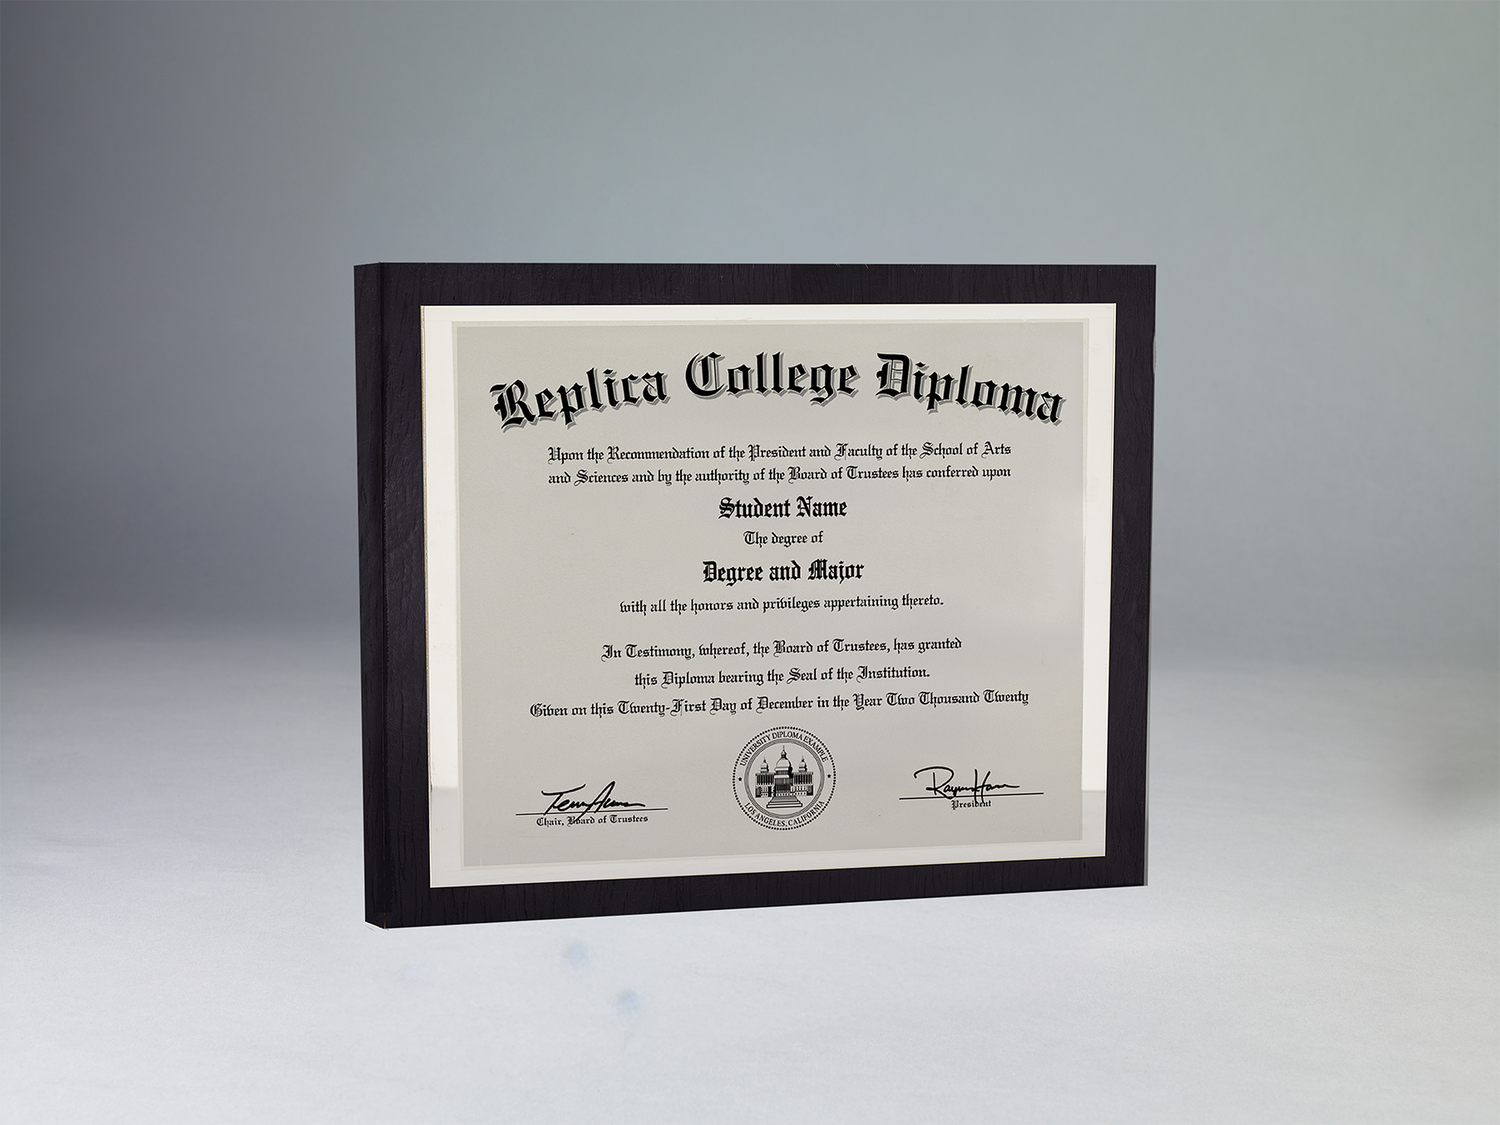 Replica College Diploma
Upon the Recommendation of the President and Faculty of the School of Arts
and Sciences and by the authority of the Board of Trustees has conferred upon
Student Name
The degree of
Degree and Major
with all the honors and privileges appertaining thereto.
In Testimony, whereof, the Board of Trustees, has granted
this Diploma bearing the Seal of the Institution.
Given on this Twenty-First Day of December in the Year Two Thousand Twenty
UNIVERSITY DIPLOMA EXAMPLE
LOS ANGELES, CALIFORNIA
Chair, Board of Trustees
President